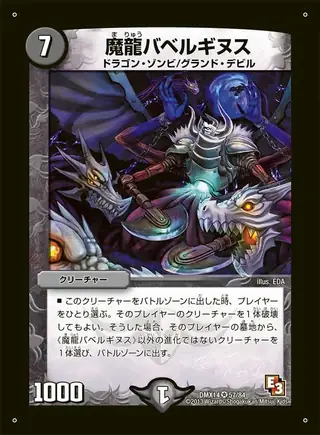 7
ま りゅう
魔龍バベルギヌス
ドラゴン・ゾンビ/グランド・デビル
クリーチャー
illus. EDA
■ このクリーチャーをバトルゾーンに出した時、プレイヤー
をひとり選ぶ。そのプレイヤーのクリーチャーを1体破壊
してもよい。そうした場合、そのプレイヤーの墓地から、
《魔龍バベルギヌス》以外の進化ではないクリーチャーを
1体選び、バトルゾーンに出す。
1000
E3
DMX14 57/84
©2013 Wizards/Shogakukan/Mitsui-Kids